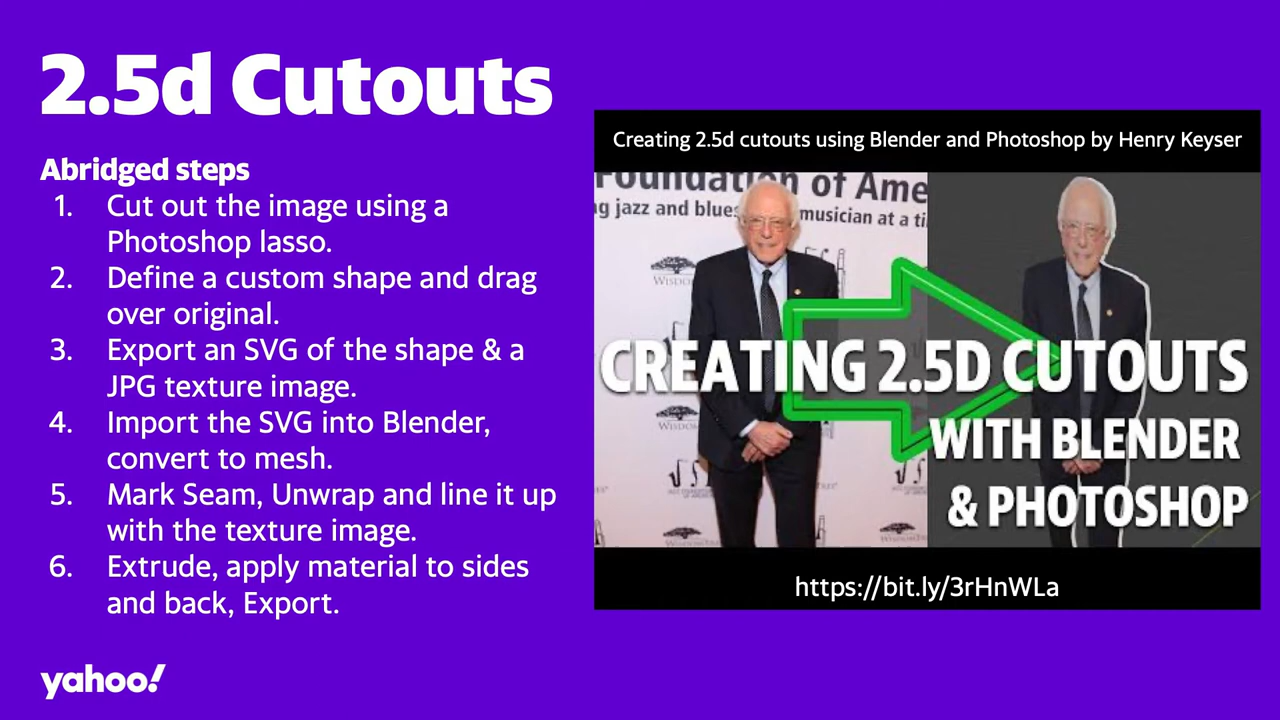 2.5d Cutouts
Abridged steps
1. Cut out the image using a
Photoshop lasso.
2. Define a custom shape and drag
over original.
3. Export an SVG of the shape & a
JPG texture image.
4. Import the SVG into Blender,
convert to mesh.
5. Mark Seam, Unwrap and line it up
with the texture image.
6. Extrude, apply material to sides
and back, Export.
yahoo!
Creating 2.5d cutouts using Blender and Photoshop by Henry Keyser
Foundation of Ame
g jazz and blues musician at a ti
CREATING 2.5D CUTOUTS
WITH BLENDER
& PHOTOSHOP
https://bit.ly/3rHnWLa